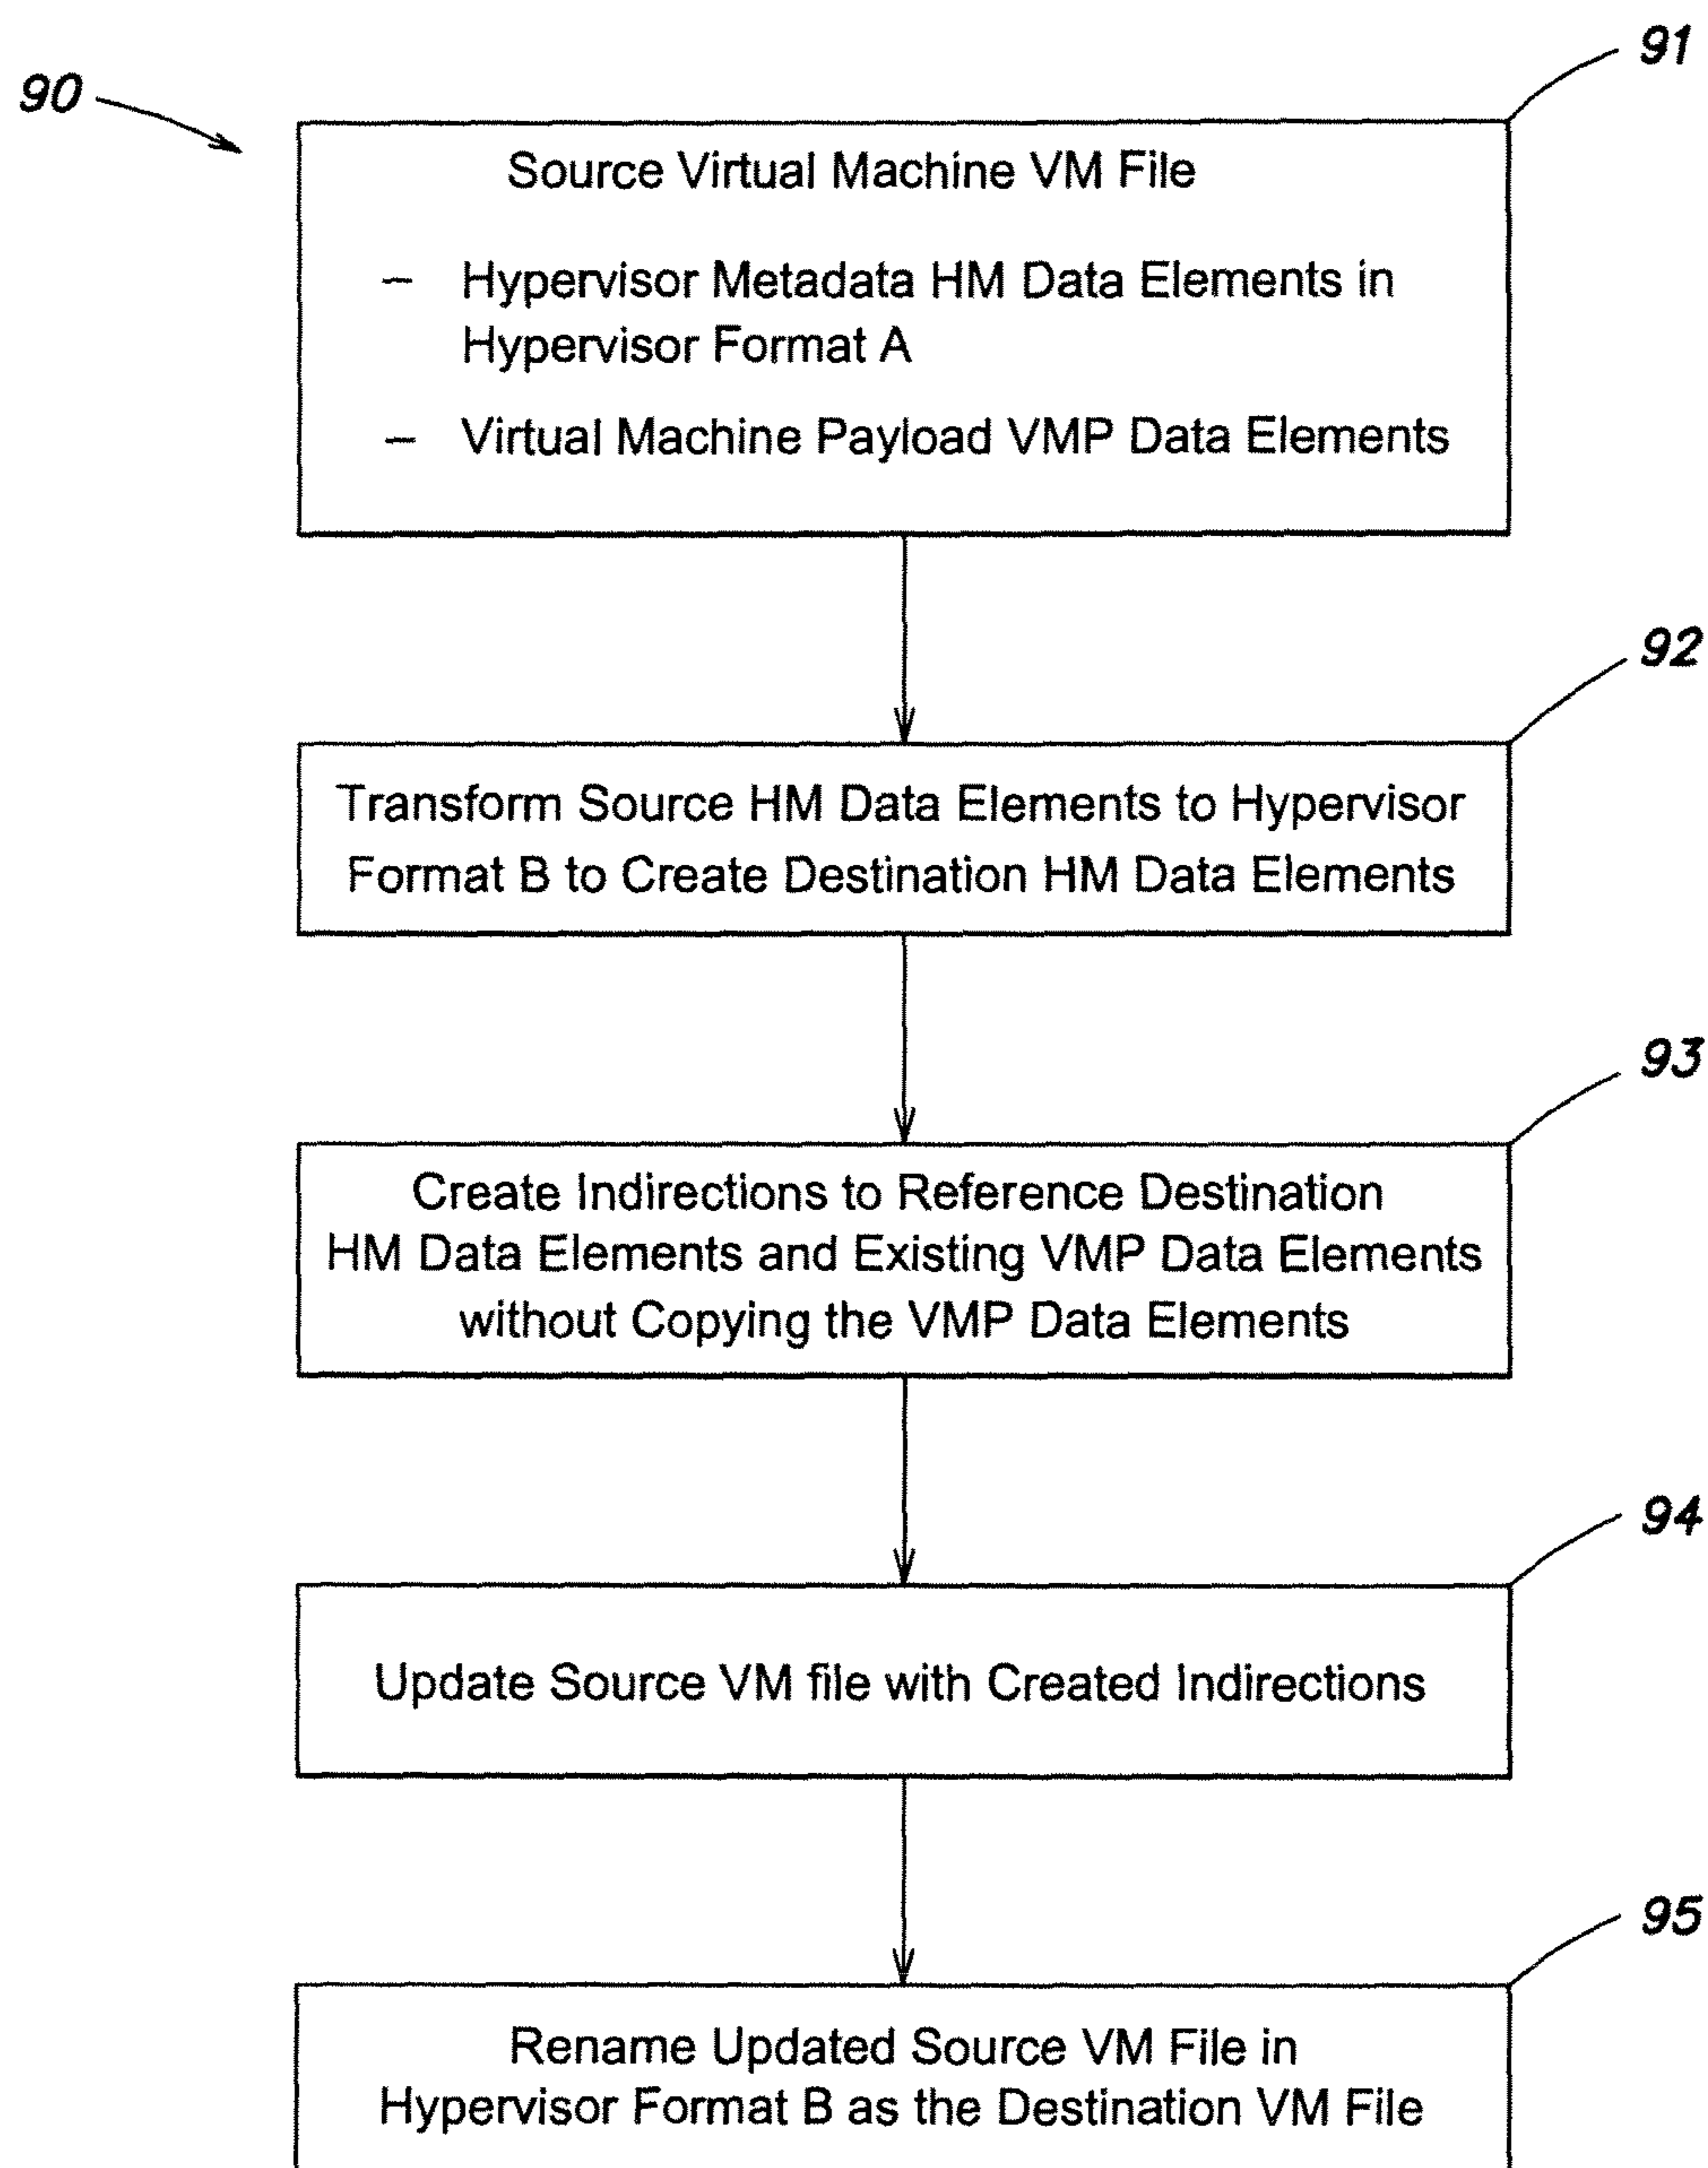 90
91
Source Virtual Machine VM File
– Hypervisor Metadata HM Data Elements in
Hypervisor Format A
– Virtual Machine Payload VMP Data Elements
92
Transform Source HM Data Elements to Hypervisor
Format B to Create Destination HM Data Elements
93
Create Indirections to Reference Destination
HM Data Elements and Existing VMP Data Elements
without Copying the VMP Data Elements
94
Update Source VM file with Created Indirections
95
Rename Updated Source VM File in
Hypervisor Format B as the Destination VM File